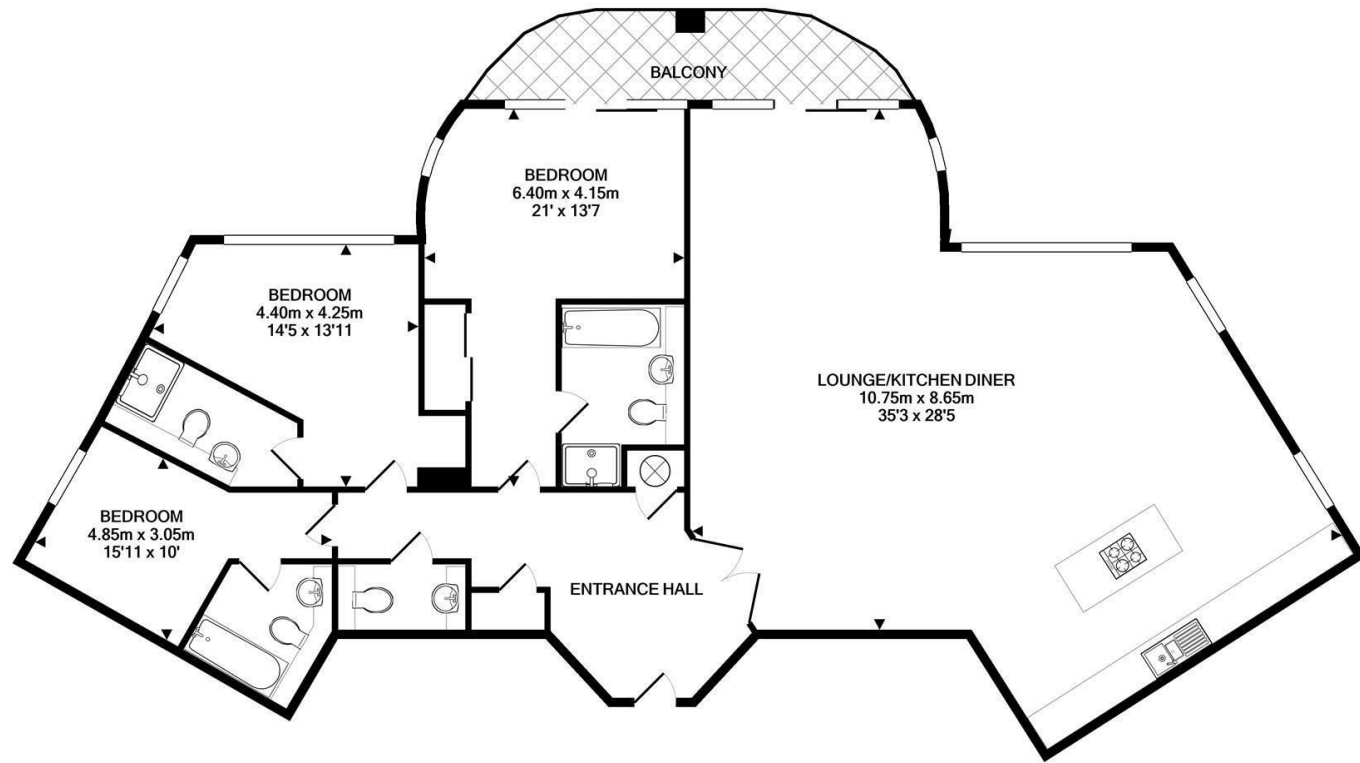 BALCONY
BEDROOM
6.40m x 4.15m
21' x 13'7
BEDROOM
4.40m x 4.25m
14'5 x 13'11
LOUNGE/KITCHEN DINER
10.75m x 8.65m
35'3 x 28'5
BEDROOM
4.85m x 3.05m
15'11 x 10'
ENTRANCE HALL